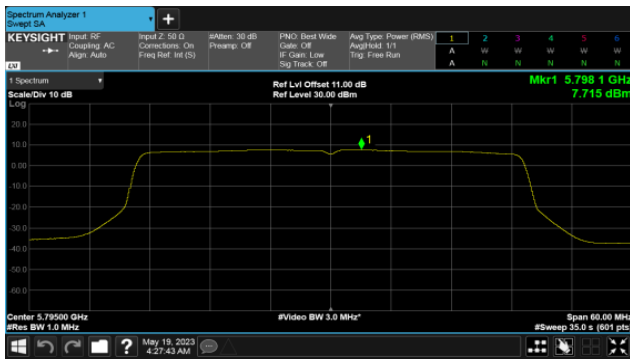 Spectrum Analyzer 1
Swept SA
+
KEYSIGHT
Input: RF
Coupling: AC
Align: Auto
Input Z: 50 Ω
Corrections: On
Freq Ref: Int (S)
#Atten: 30 dB
Preamp: Off
PNO: Best Wide
Gate: Off
IF Gain: Low
Sig Track: Off
Avg Type: Power (RMS)
Avg|Hold: 1/1
Trig: Free Run
1 2 3 4 5 6
A W W W W W
A N N N N N
LXI
1 Spectrum
Scale/Div 10 dB
Log
Ref Lvl Offset 11.00 dB
Ref Level 30.00 dBm
Mkr1 5.798 1 GHz
7.715 dBm
1
20.0
10.0
0.00
-10.0
-20.0
-30.0
-40.0
-50.0
-60.0
Center 5.79500 GHz
#Res BW 1.0 MHz
#Video BW 3.0 MHz*
Span 60.00 MHz
#Sweep 35.0 s (601 pts
?
May 19, 2023
4:27:43 AM